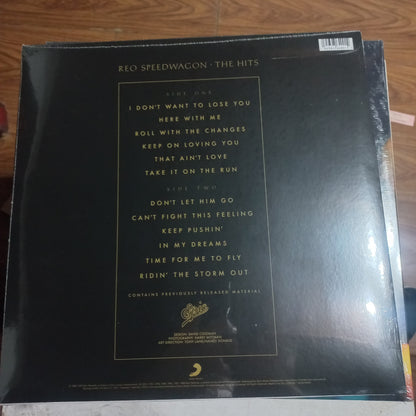 REO SPEEDWAGON · THE HITS
SIDE ONE
I DON'T WANT TO LOSE YOU
HERE WITH ME
ROLL WITH THE CHANGES
KEEP ON LOVING YOU
THAT AIN'T LOVE
TAKE IT ON THE RUN
SIDE TWO
DON'T LET HIM GO
CAN'T FIGHT THIS FEELING
KEEP PUSHIN'
IN MY DREAMS
TIME FOR ME TO FLY
RIDIN' THE STORM OUT
CONTAINS PREVIOUSLY RELEASED MATERIAL
Epic
DESIGN: DAVID COLEMAN